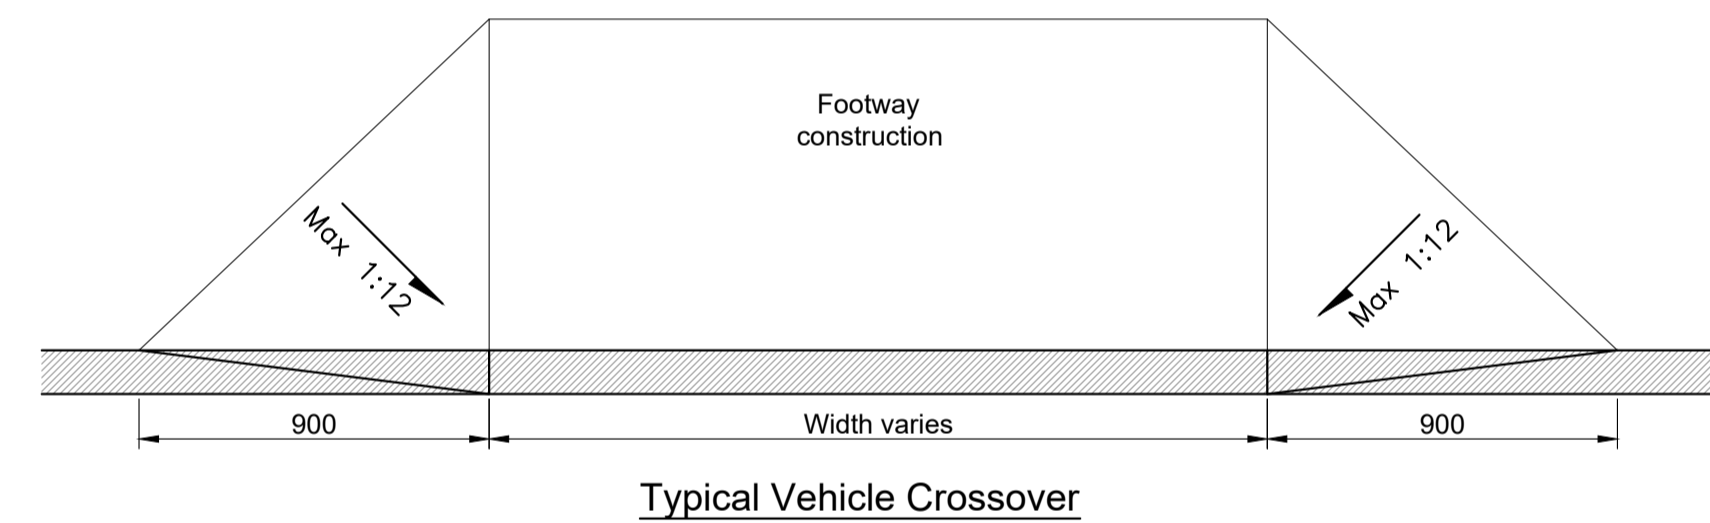 Footway
construction
Max 1:12
Max 1:12
900
Width varies
900
Typical Vehicle Crossover